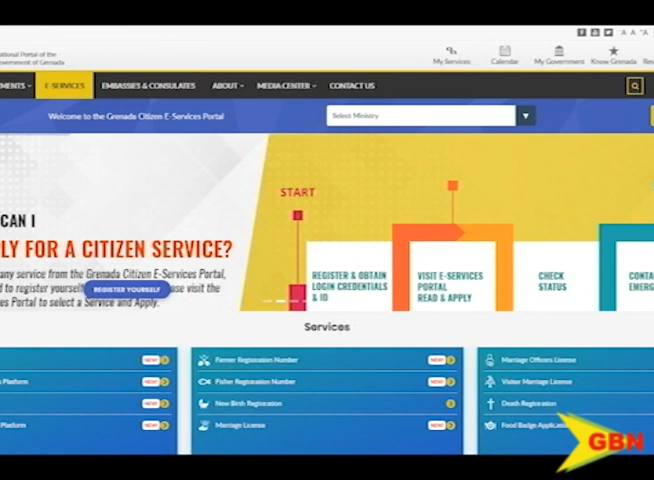 ational Portal of the
overnment of Grenada
A A A
My Services
Calendar
My Government
Know Grenada
MENTS
E-SERVICES
EMBASSIES & CONSULATES
ABOUT
MEDIA CENTER
CONTACT US
Welcome to the Grenada Citizen E-Services Portal
Select Ministry
CAN I
LY FOR A CITIZEN SERVICE?
any service from the Grenada Citizen E-Services Portal,
d to register yourself
ase visit the
es Portal to select a Service and Apply.
REGISTER YOURSELF
START
REGISTER & OBTAIN
LOGIN CREDENTIALS
& ID
VISIT E-SERVICES
PORTAL
READ & APPLY
CHECK
STATUS
CONTA
EMERG
Services
NEW!
Platform NEW!
NEW!
Platform NEW!
Farmer Registration Number NEW!
Fisher Registration Number NEW!
New Birth Registration
Marriage License NEW!
Marriage Officers License
Visitor Marriage License
Death Registration
Food Badge Applicat
GBN